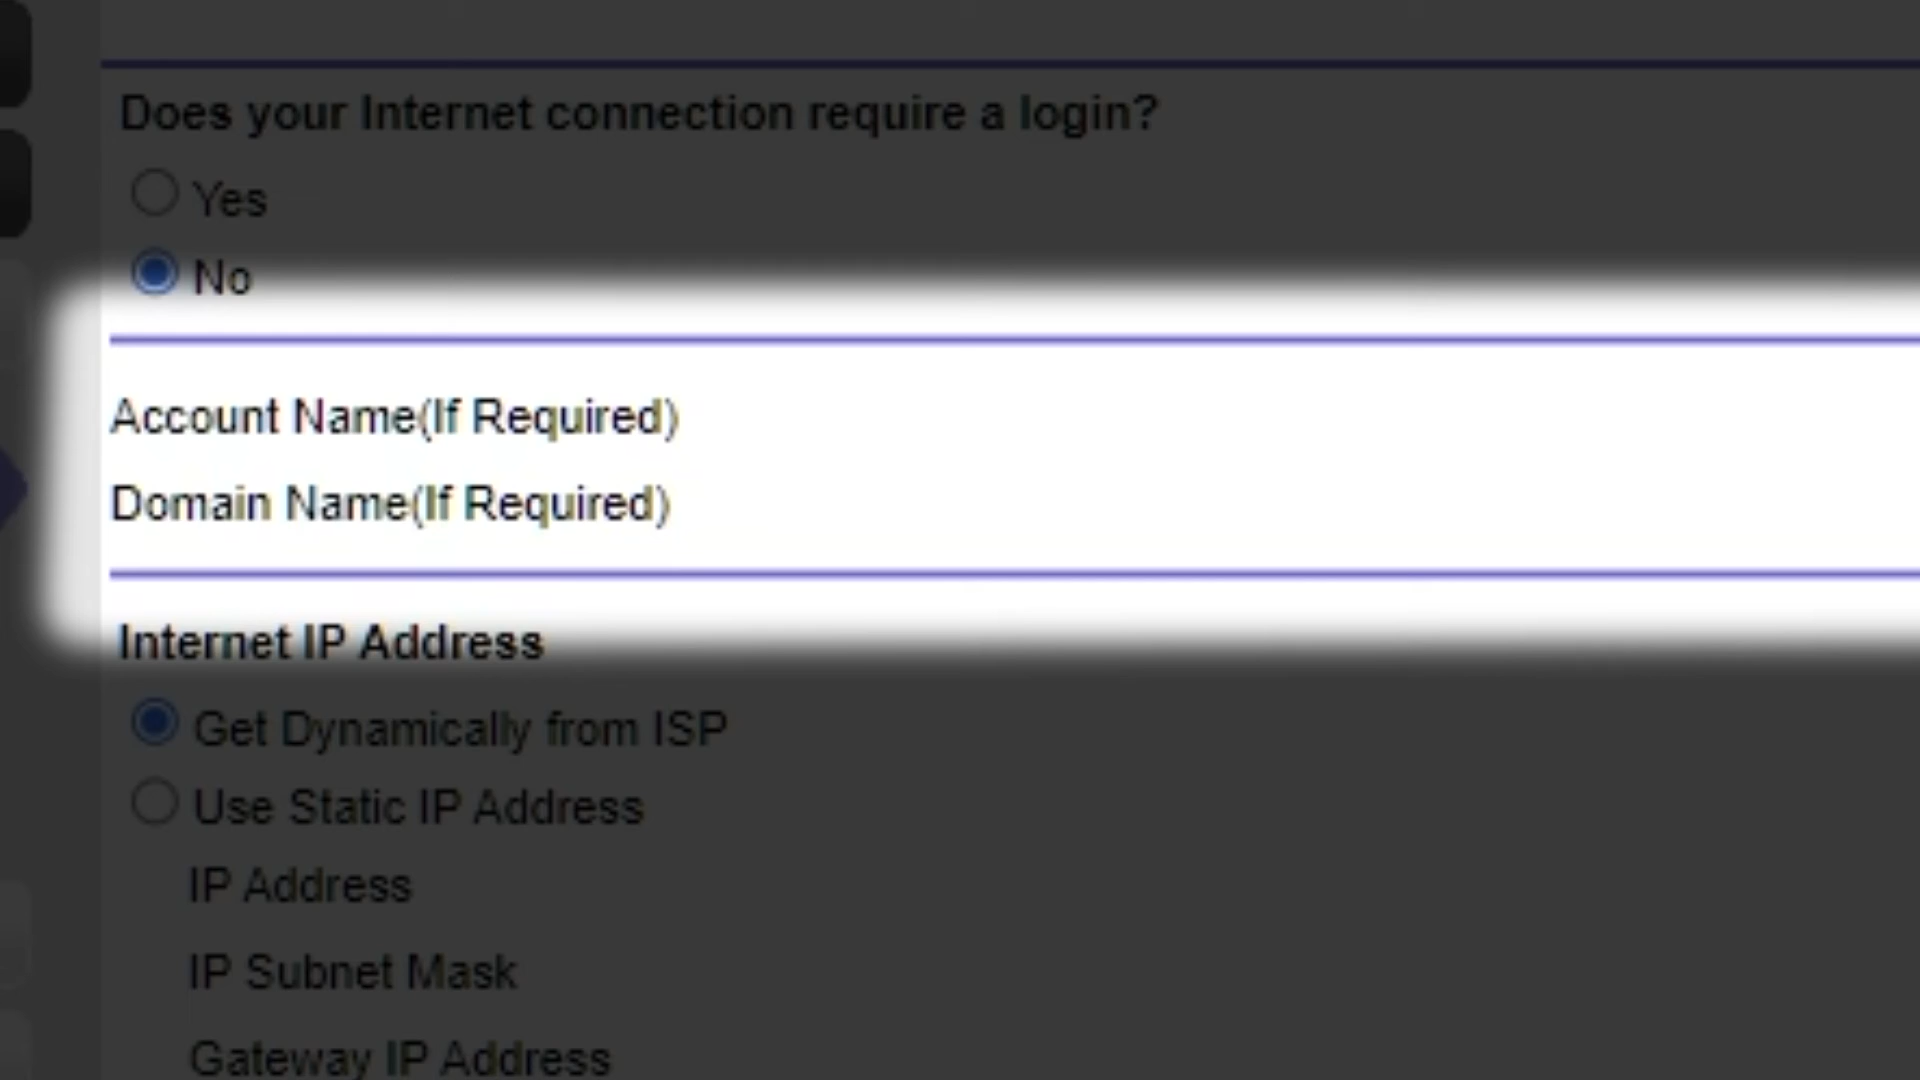 Does your Internet connection require a login?
Yes
No
Account Name(If Required)
Domain Name(If Required)
Internet IP Address
Get Dynamically from ISP
Use Static IP Address
IP Address
IP Subnet Mask
Gateway IP Address